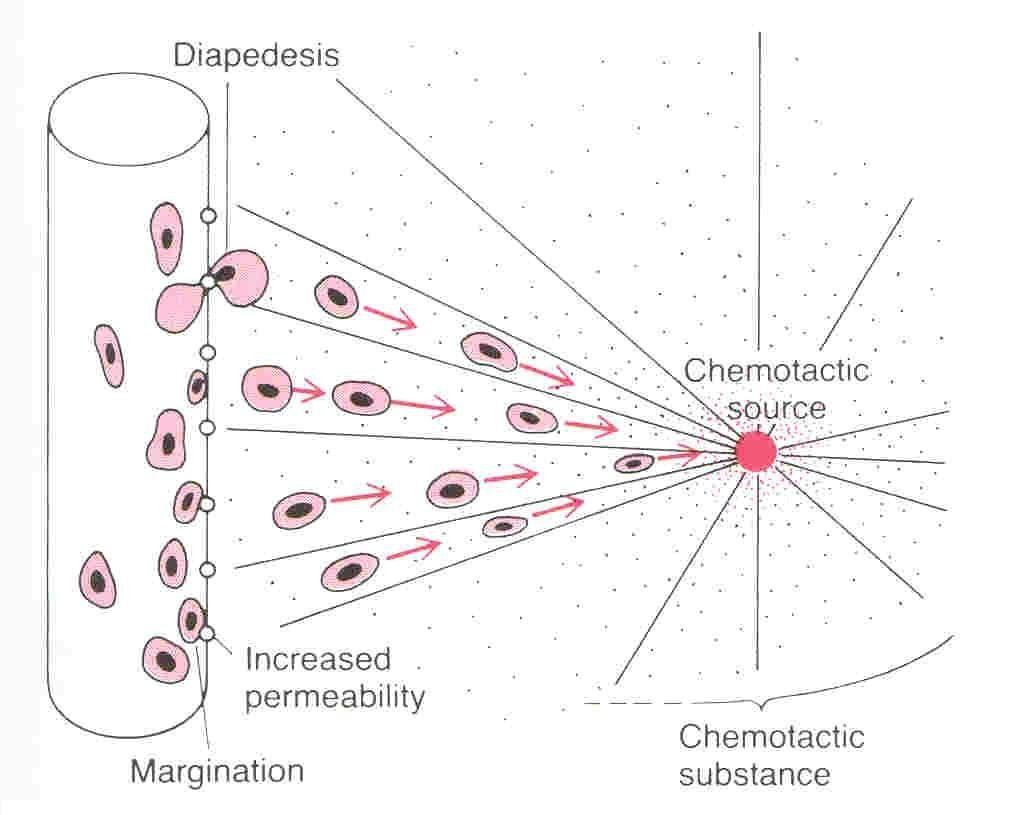 Diapedesis
Chemotactic
source
Increased
permeability
Chemotactic
substance
Margination